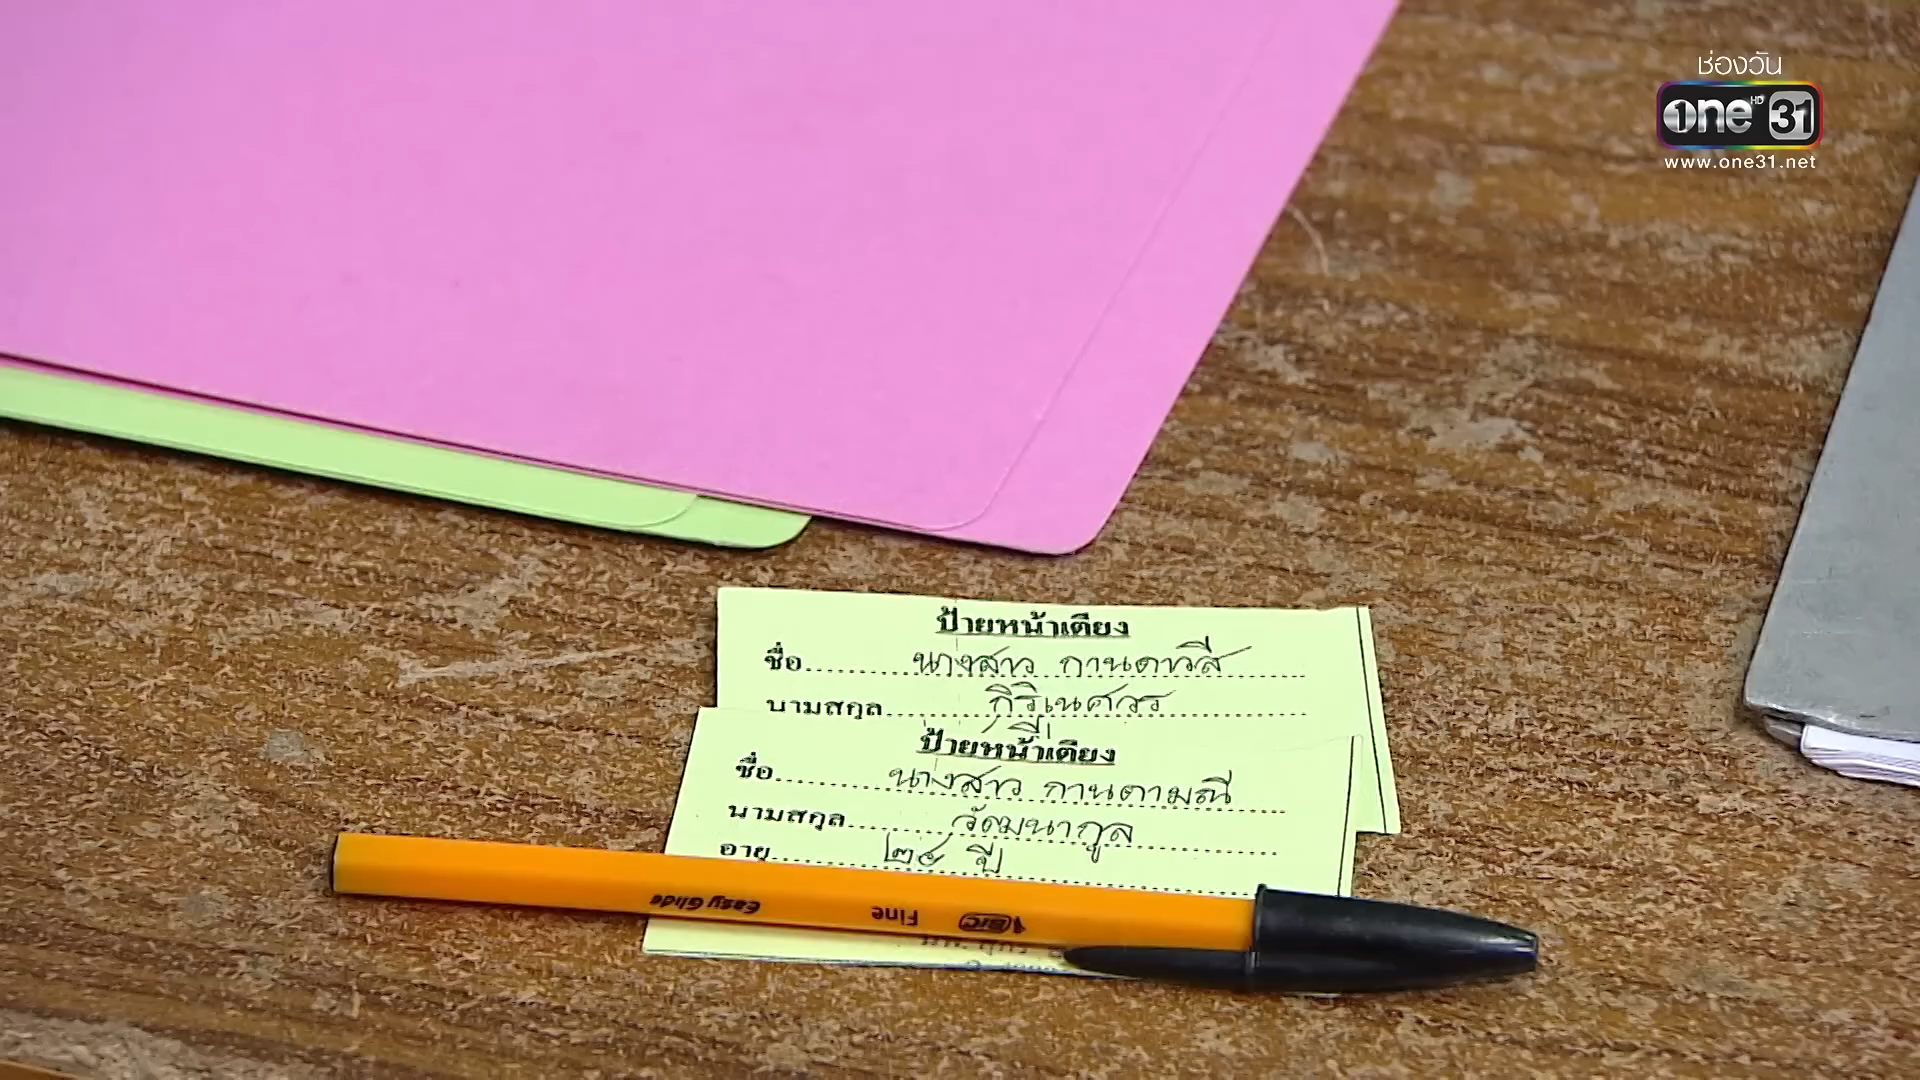 ช่องวัน
one HD 31
www.one31.net
ป้ายหน้าเตียง
ชื่อ.....นางสาว กานดาวสี
นามสกุล.....กิริเนศวร
ป้ายหน้าเตียง
ชื่อ.....นางสาว กานดามณี
นามสกุล.....วัฒนากูล
อายุ.....๒๕ ปี
BIC Fine Easy Glide